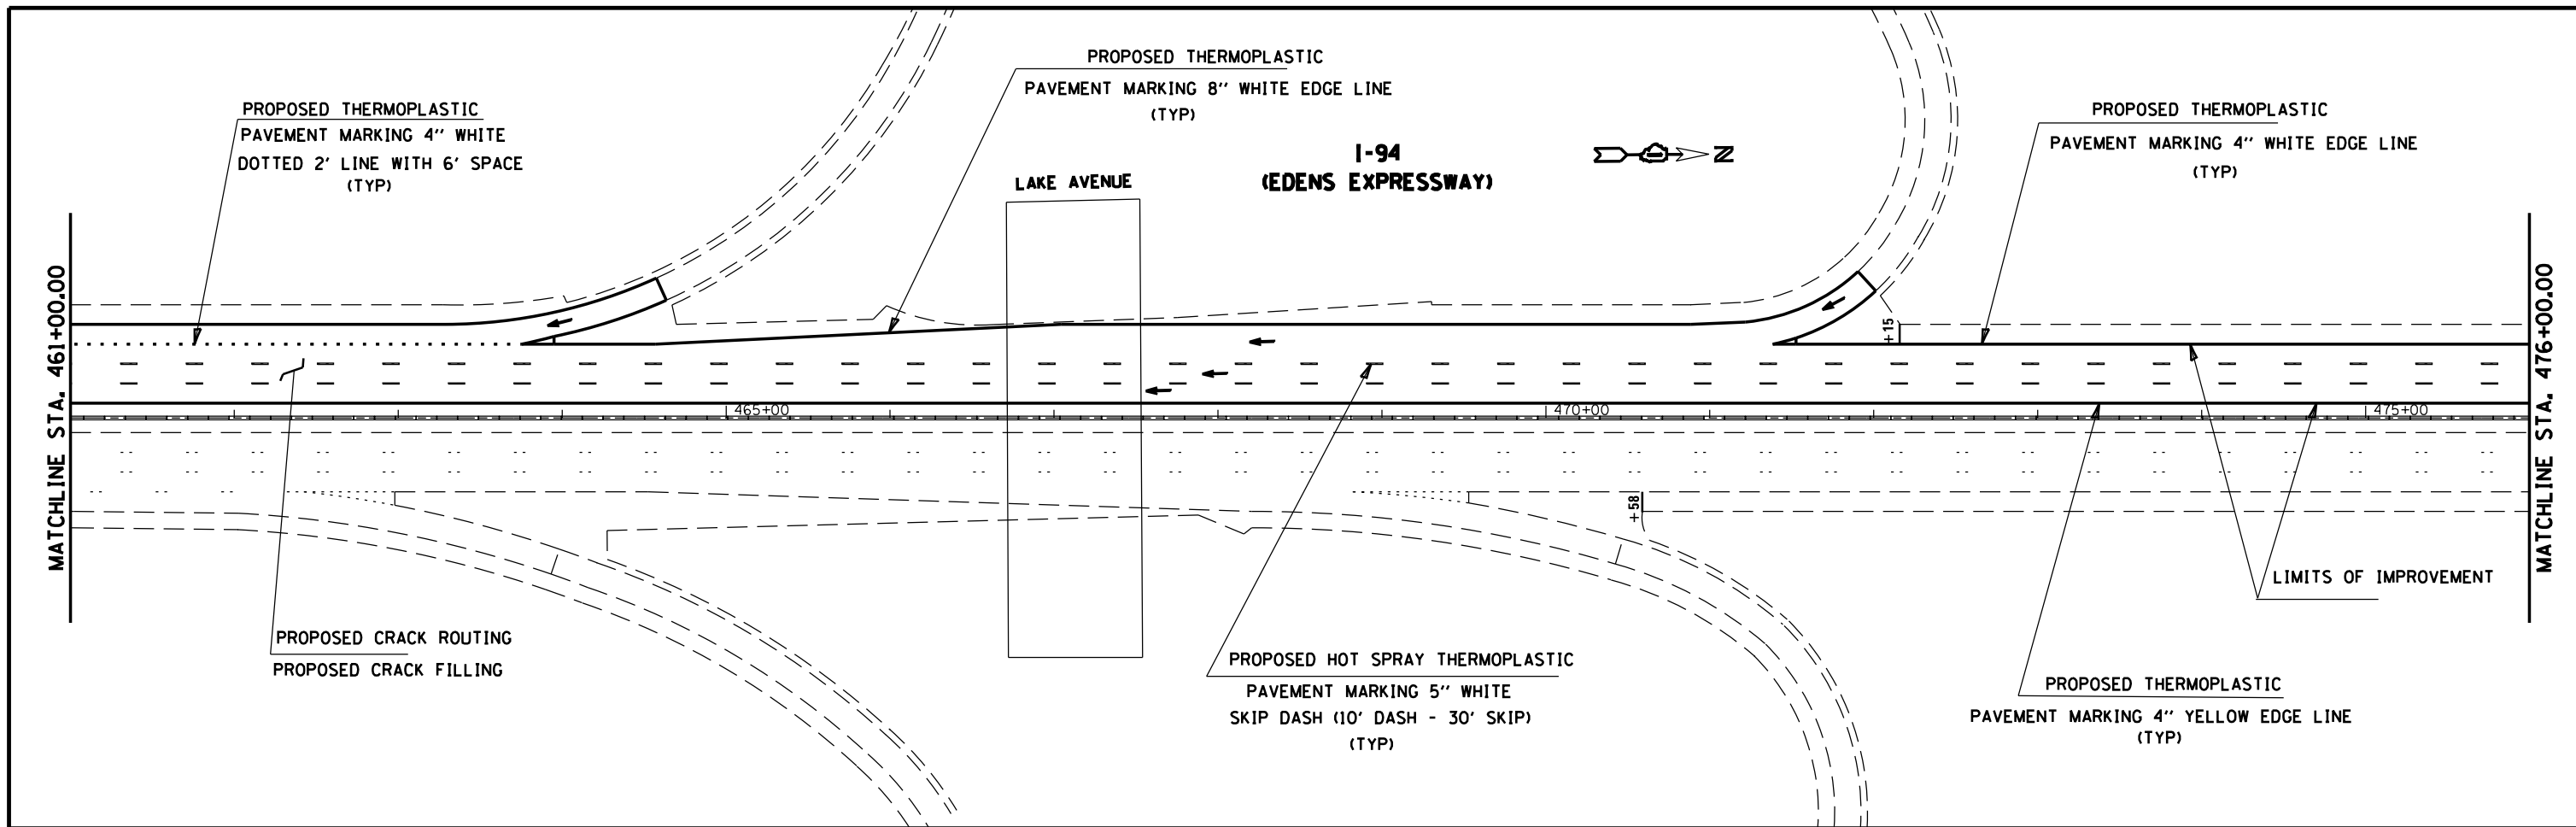 PROPOSED THERMOPLASTIC
PAVEMENT MARKING 4'' WHITE
DOTTED 2' LINE WITH 6' SPACE
(TYP)
PROPOSED THERMOPLASTIC
PAVEMENT MARKING 8'' WHITE EDGE LINE
(TYP)
LAKE AVENUE
I-94
(EDENS EXPRESSWAY)
N
PROPOSED THERMOPLASTIC
PAVEMENT MARKING 4'' WHITE EDGE LINE
(TYP)
MATCHLINE STA. 461+00.00
+15
465+00
470+00
475+00
MATCHLINE STA. 476+00.00
+58
LIMITS OF IMPROVEMENT
PROPOSED CRACK ROUTING
PROPOSED CRACK FILLING
PROPOSED HOT SPRAY THERMOPLASTIC
PAVEMENT MARKING 5'' WHITE
SKIP DASH (10' DASH - 30' SKIP)
(TYP)
PROPOSED THERMOPLASTIC
PAVEMENT MARKING 4'' YELLOW EDGE LINE
(TYP)